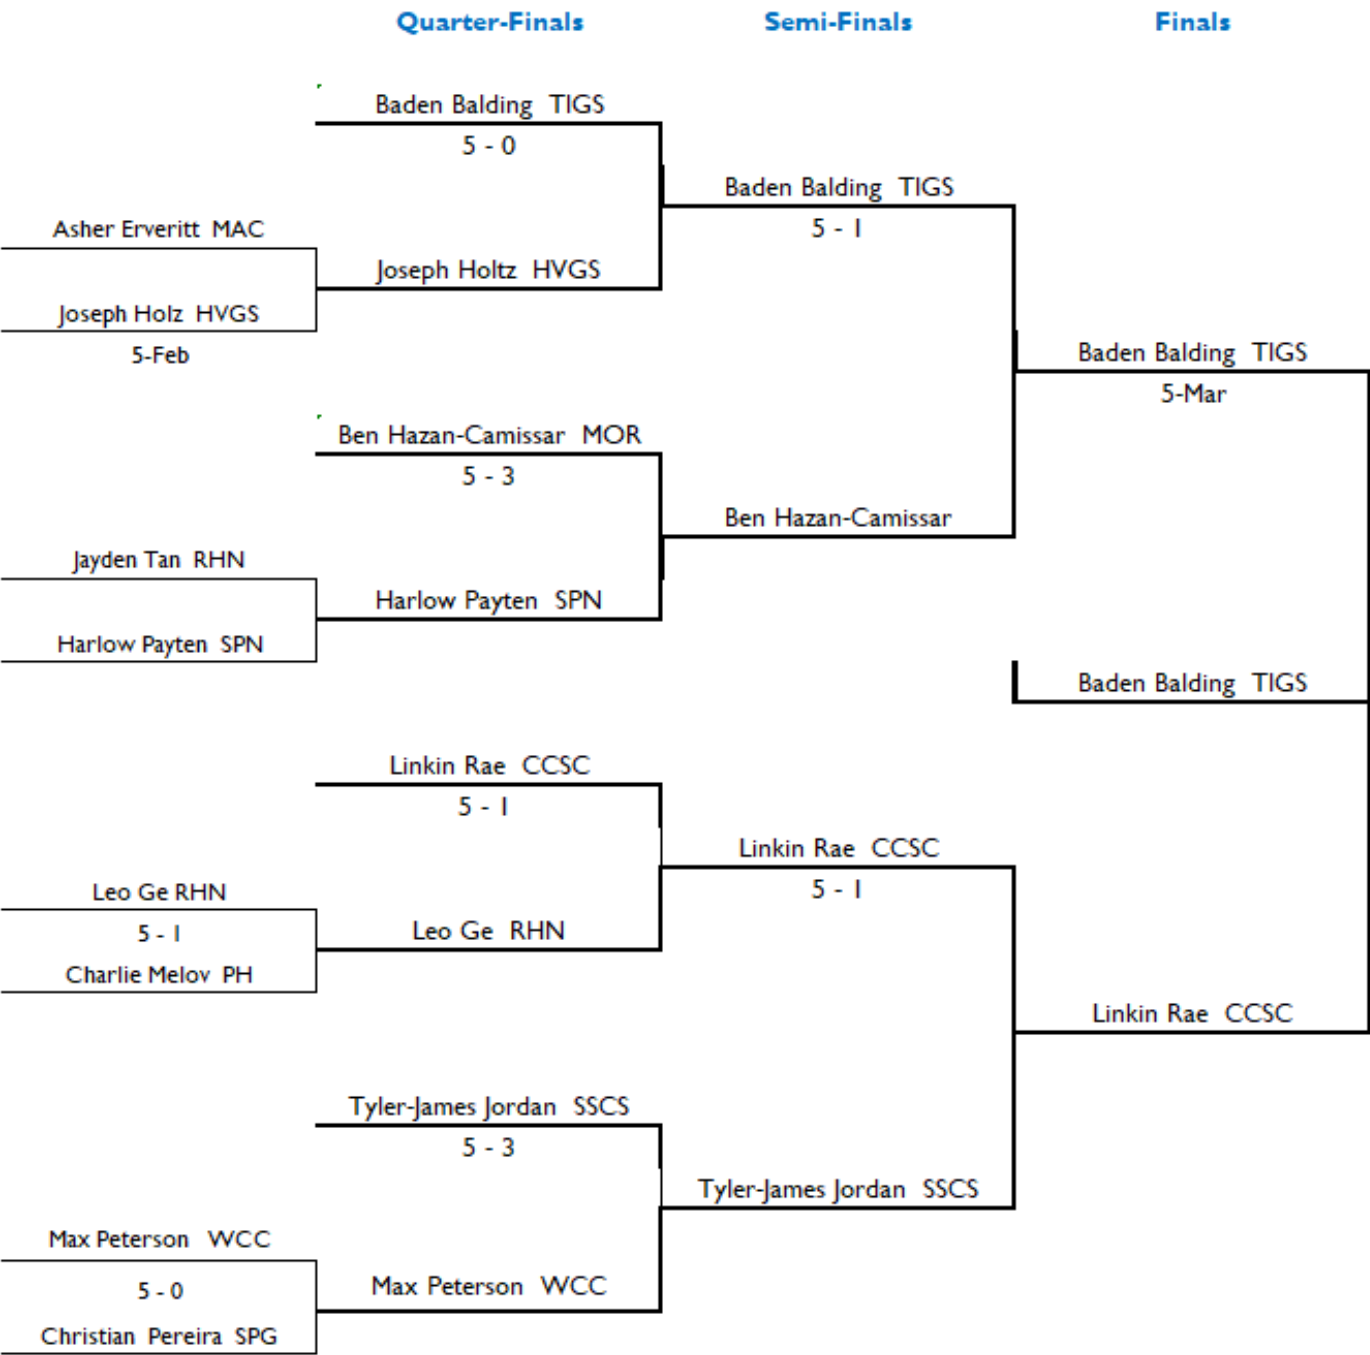 Quarter-Finals Semi-Finals Finals
Baden Balding TIGS
5 - 0
Baden Balding TIGS
Asher Erveritt MAC
5 - 1
Joseph Holtz HVGS
Joseph Holz HVGS
5-Feb
Baden Balding TIGS
5-Mar
Ben Hazan-Camissar MOR
5 - 3
Ben Hazan-Camissar
Jayden Tan RHN
Harlow Payten SPN
Harlow Payten SPN
Baden Balding TIGS
Linkin Rae CCSC
5 - 1
Linkin Rae CCSC
5 - 1
Leo Ge RHN
5 - 1
Leo Ge RHN
Charlie Melov PH
Linkin Rae CCSC
Tyler-James Jordan SSCS
5 - 3
Tyler-James Jordan SSCS
Max Peterson WCC
5 - 0
Max Peterson WCC
Christian Pereira SPG